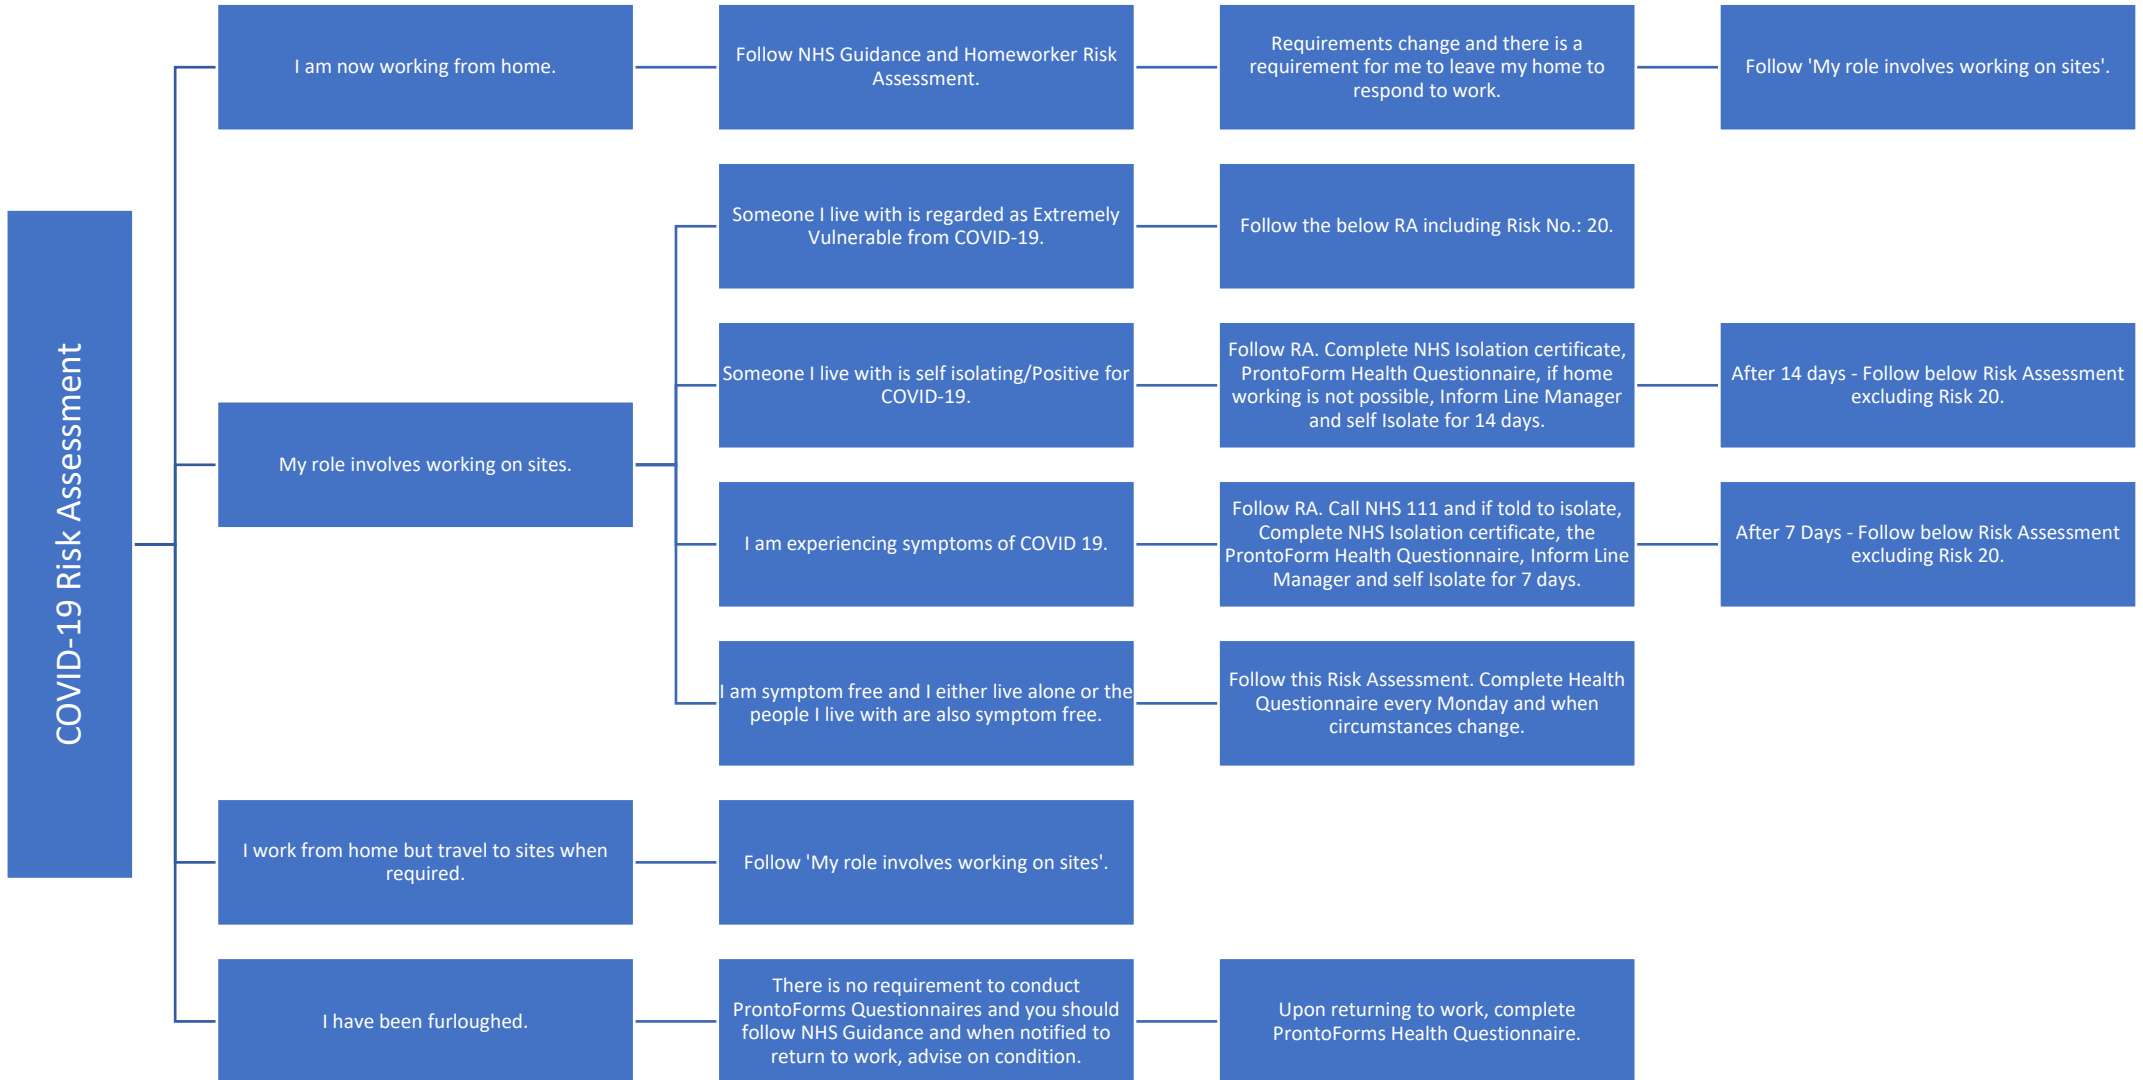 COVID-19 Risk Assessment
I am now working from home.
Follow NHS Guidance and Homeworker Risk
Assessment.
Requirements change and there is a
requirement for me to leave my home to
respond to work.
Follow 'My role involves working on sites'.
My role involves working on sites.
Someone I live with is regarded as Extremely
Vulnerable from COVID-19.
Follow the below RA including Risk No.: 20.
Someone I live with is self isolating/Positive for
COVID-19.
Follow RA. Complete NHS Isolation certificate,
ProntoForm Health Questionnaire, if home
working is not possible, Inform Line Manager
and self Isolate for 14 days.
After 14 days - Follow below Risk Assessment
excluding Risk 20.
I am experiencing symptoms of COVID 19.
Follow RA. Call NHS 111 and if told to isolate,
Complete NHS Isolation certificate, the
ProntoForm Health Questionnaire, Inform Line
Manager and self Isolate for 7 days.
After 7 Days - Follow below Risk Assessment
excluding Risk 20.
I am symptom free and I either live alone or the
people I live with are also symptom free.
Follow this Risk Assessment. Complete Health
Questionnaire every Monday and when
circumstances change.
I work from home but travel to sites when
required.
Follow 'My role involves working on sites'.
I have been furloughed.
There is no requirement to conduct
ProntoForms Questionnaires and you should
follow NHS Guidance and when notified to
return to work, advise on condition.
Upon returning to work, complete
ProntoForms Health Questionnaire.